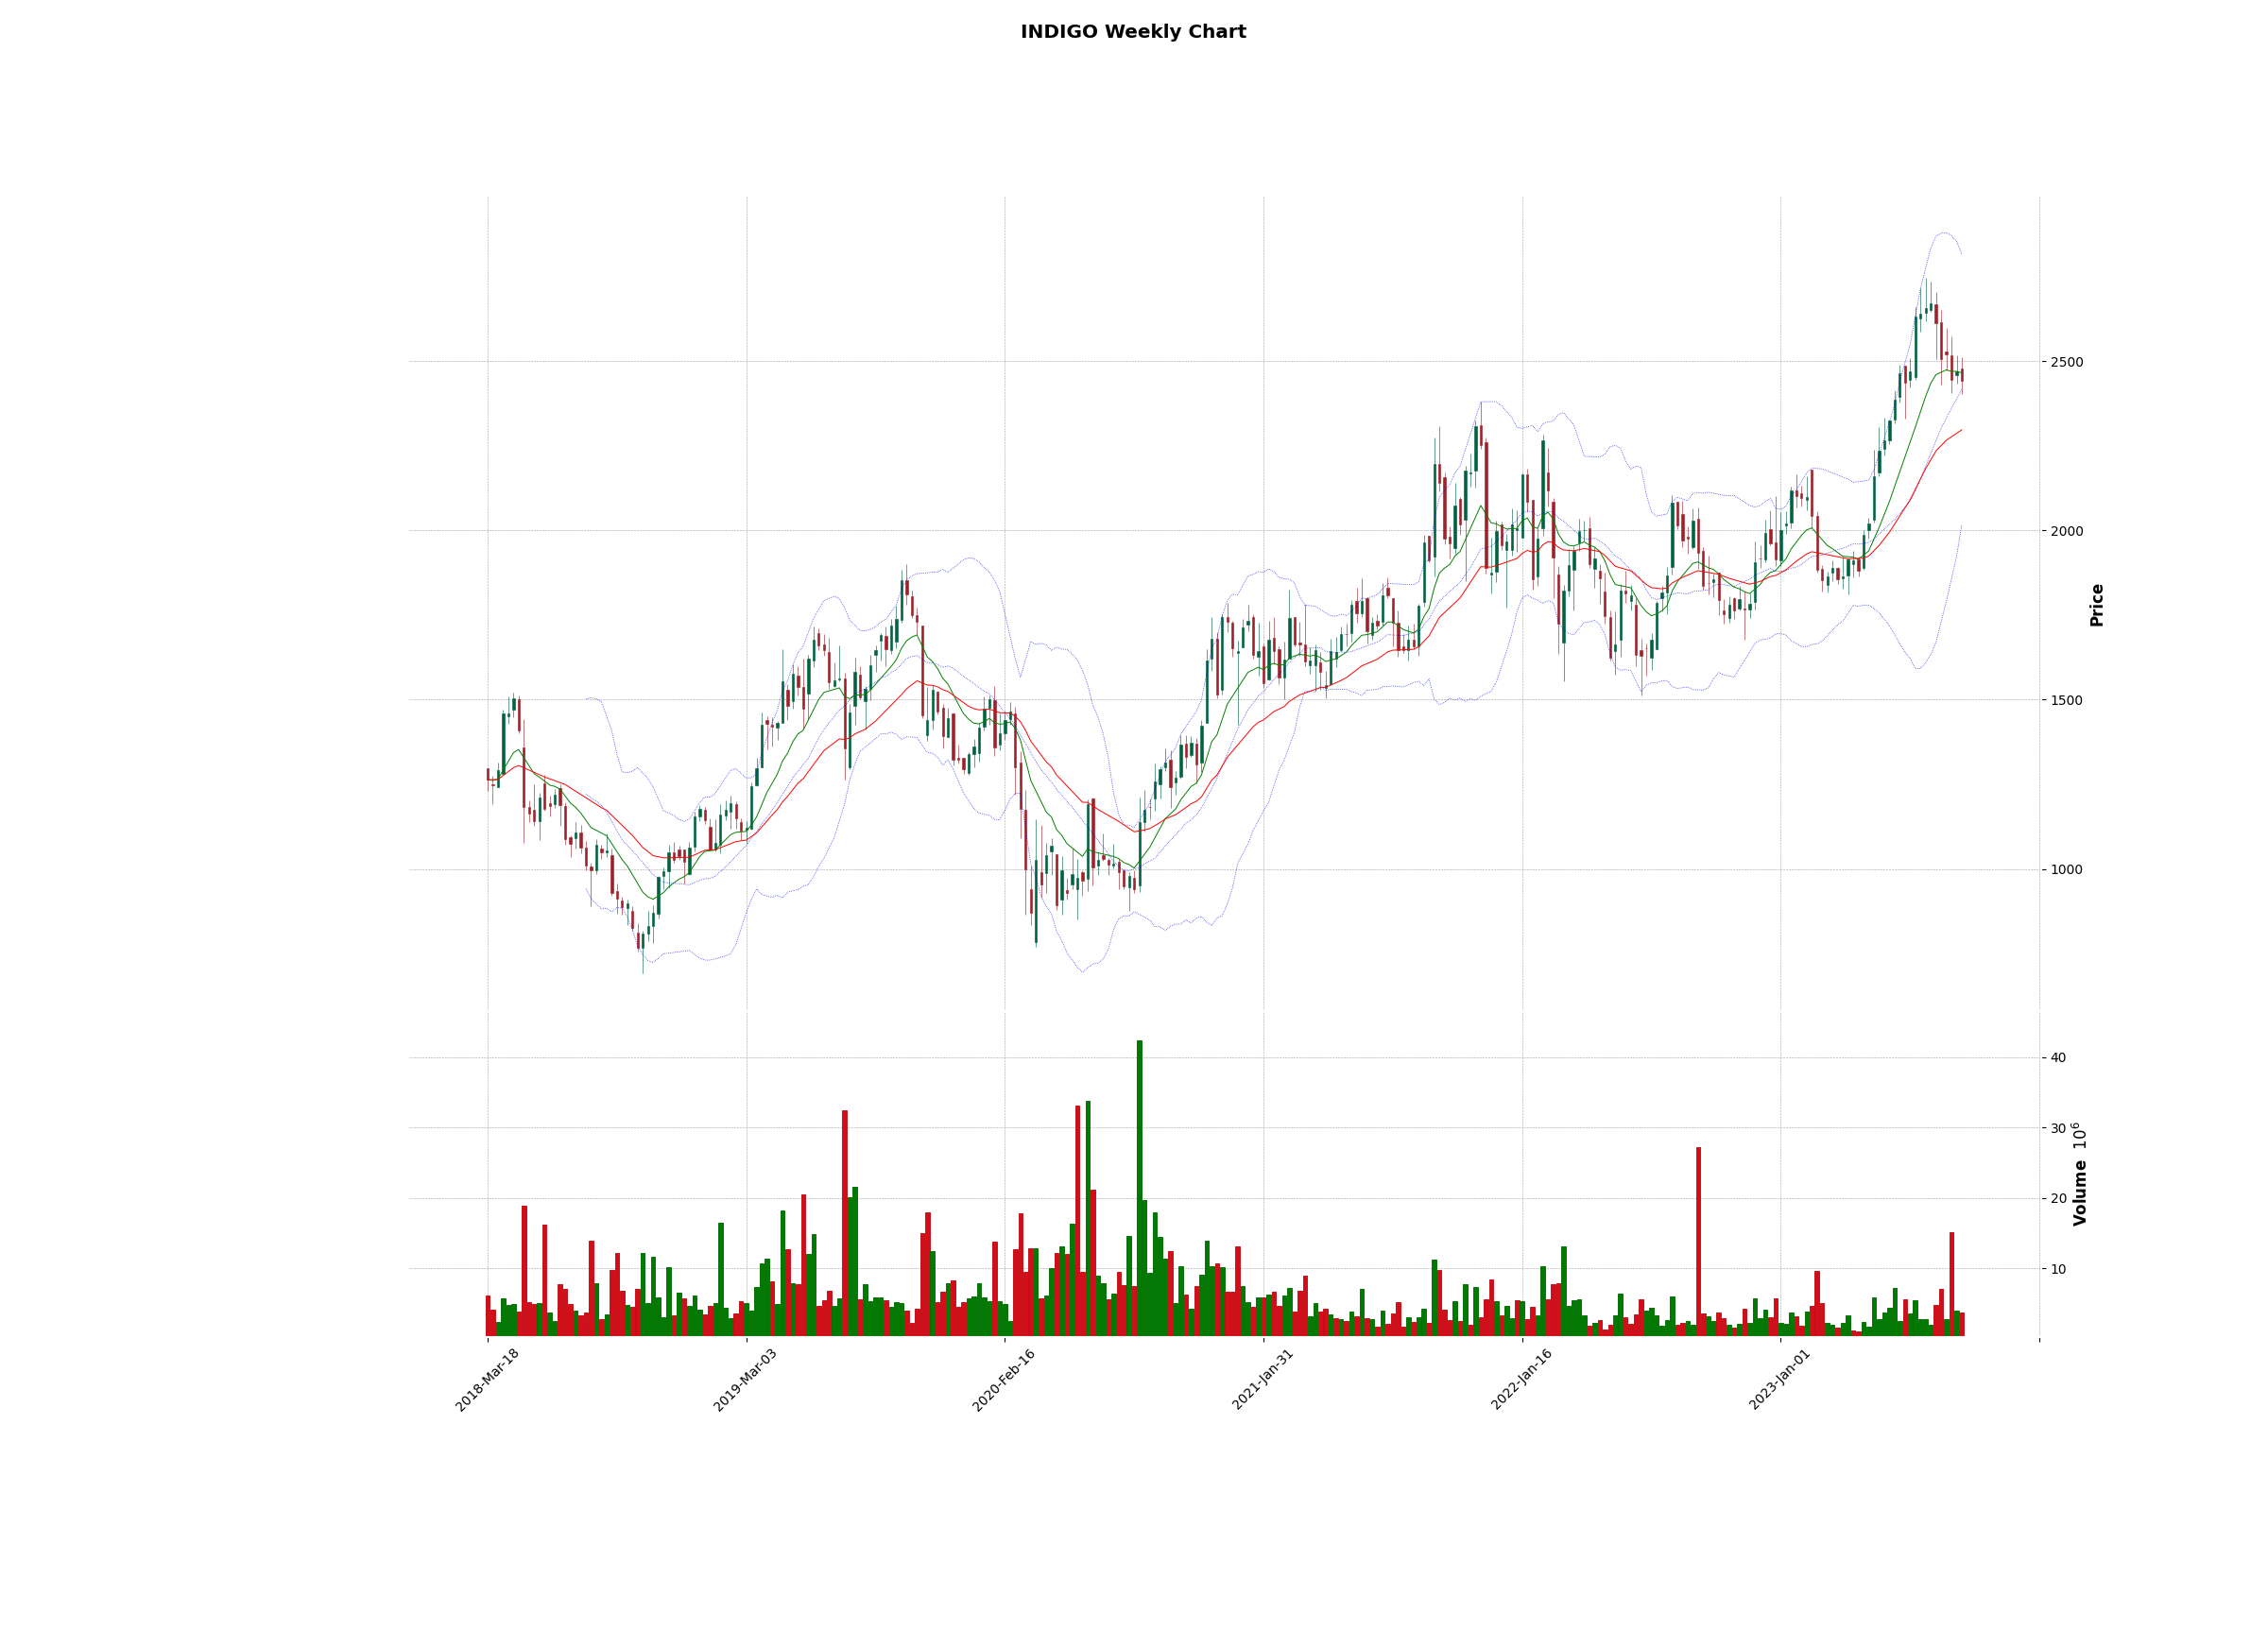 INDIGO Weekly Chart
2500
2000
1500
1000
Price
40
30
20
10
Volume 10^6
2018-Mar-18
2019-Mar-03
2020-Feb-16
2021-Jan-31
2022-Jan-16
2023-Jan-01